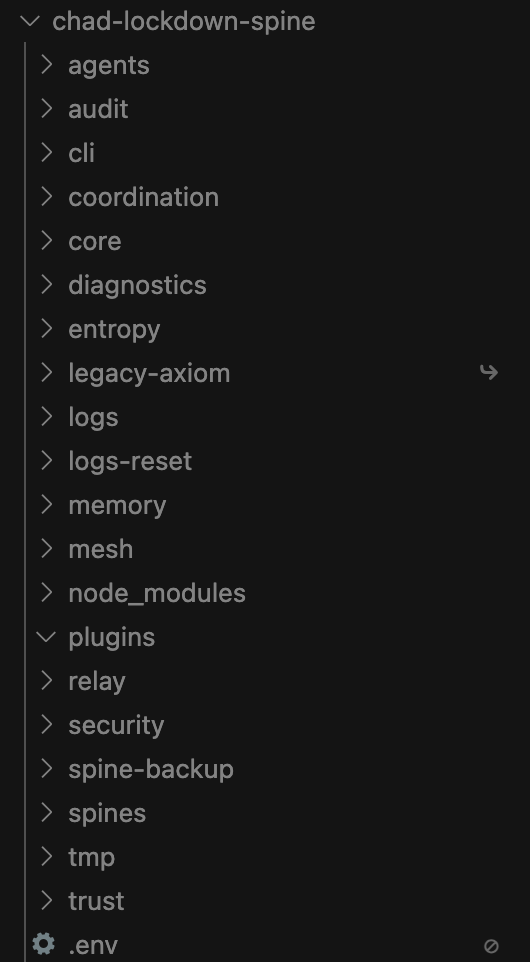 chad-lockdown-spine
agents
audit
cli
coordination
core
diagnostics
entropy
legacy-axiom
logs
logs-reset
memory
mesh
node_modules
plugins
relay
security
spine-backup
spines
tmp
trust
.env